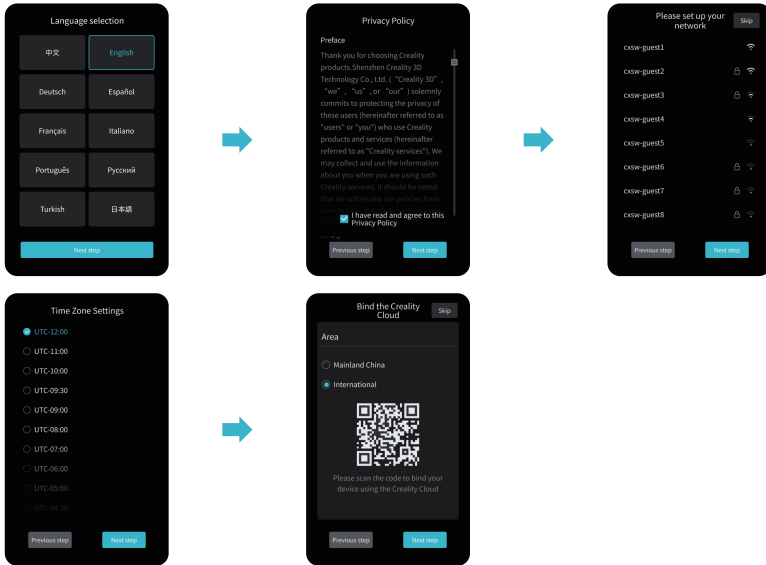 Language selection
中文
English
Deutsch
Español
Français
Italiano
Português
Русский
Turkish
日本語
Next step
Privacy Policy
Preface
Thank you for choosing Creality
products.Shenzhen Creality 3D
Technology Co., Ltd. ( “Creality 3D” ,
“we” , “us” , or “our” ) solemnly
commits to protecting the privacy of
these users (hereinafter referred to as
"users" or "you") who use Creality
products and services (hereinafter
referred to as "Creality services"). We
may collect and use the information
about you when you are using such
Creality services. It should be noted
that we will review our policies from
I have read and agree to this
Privacy Policy
Previous step
Next step
Please set up your
network
Skip
cxsw-guest1
cxsw-guest2
cxsw-guest3
cxsw-guest4
cxsw-guest5
cxsw-guest6
cxsw-guest7
cxsw-guest8
Previous step
Next step
Time Zone Settings
UTC-12:00
UTC-11:00
UTC-10:00
UTC-09:30
UTC-09:00
UTC-08:00
UTC-07:00
UTC-06:00
UTC-05:00
UTC-04:30
Previous step
Next step
Bind the Creality
Cloud
Skip
Area
Mainland China
International
Please scan the code to bind your
device using the Creality Cloud
Previous step
Next step